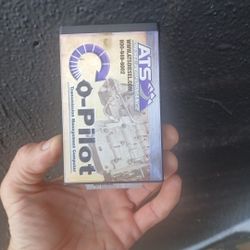 ATS
WWW.ATSDIESEL.COM
800-949-6002
Co-Pilot
Transmission Management Computer